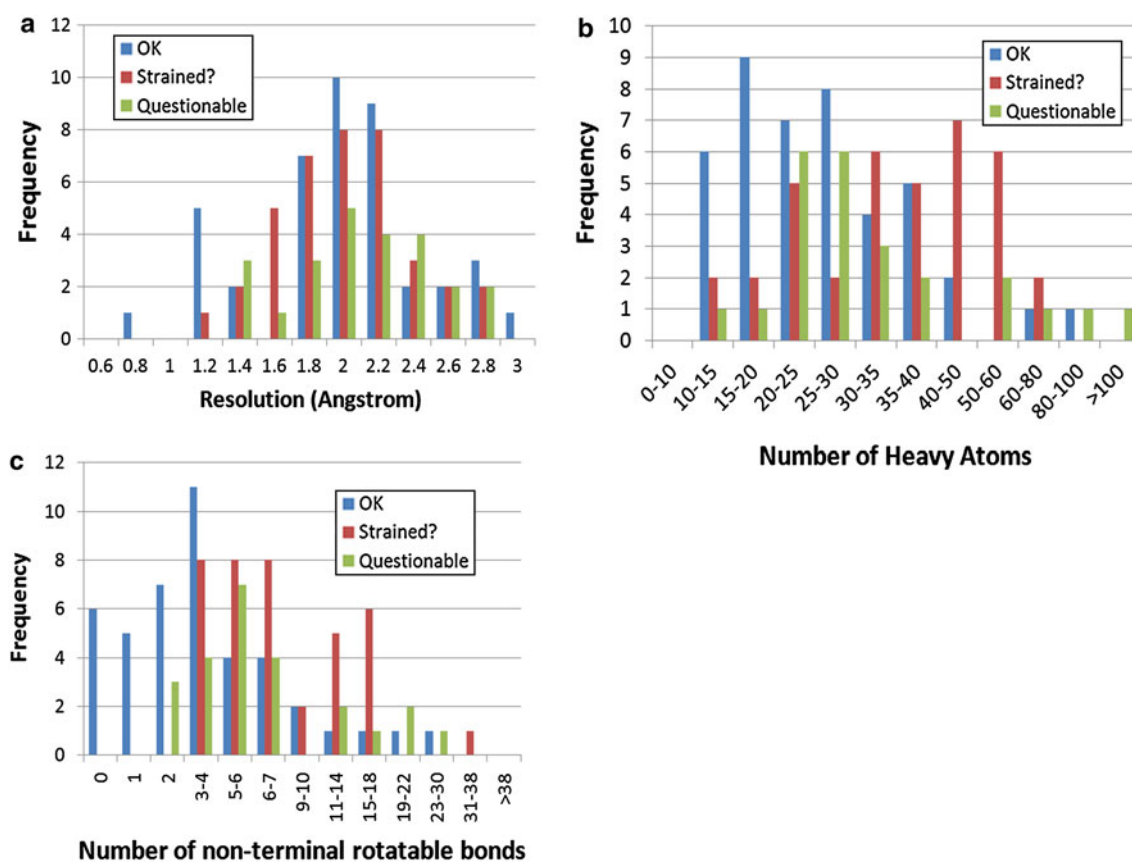 a
12
10
8
6
4
2
0
Frequency
OK
Strained?
Questionable
0.6 0.8 1 1.2 1.4 1.6 1.8 2 2.2 2.4 2.6 2.8 3
Resolution (Angstrom)
b
10
9
8
7
6
5
4
3
2
1
0
Frequency
OK
Strained?
Questionable
0-10 10-15 15-20 20-25 25-30 30-35 35-40 40-50 50-60 60-80 80-100 >100
Number of Heavy Atoms
c
12
10
8
6
4
2
0
Frequency
OK
Strained?
Questionable
0 1 2 3-4 5-6 6-7 9-10 11-14 15-18 19-22 23-30 31-38 >38
Number of non-terminal rotatable bonds